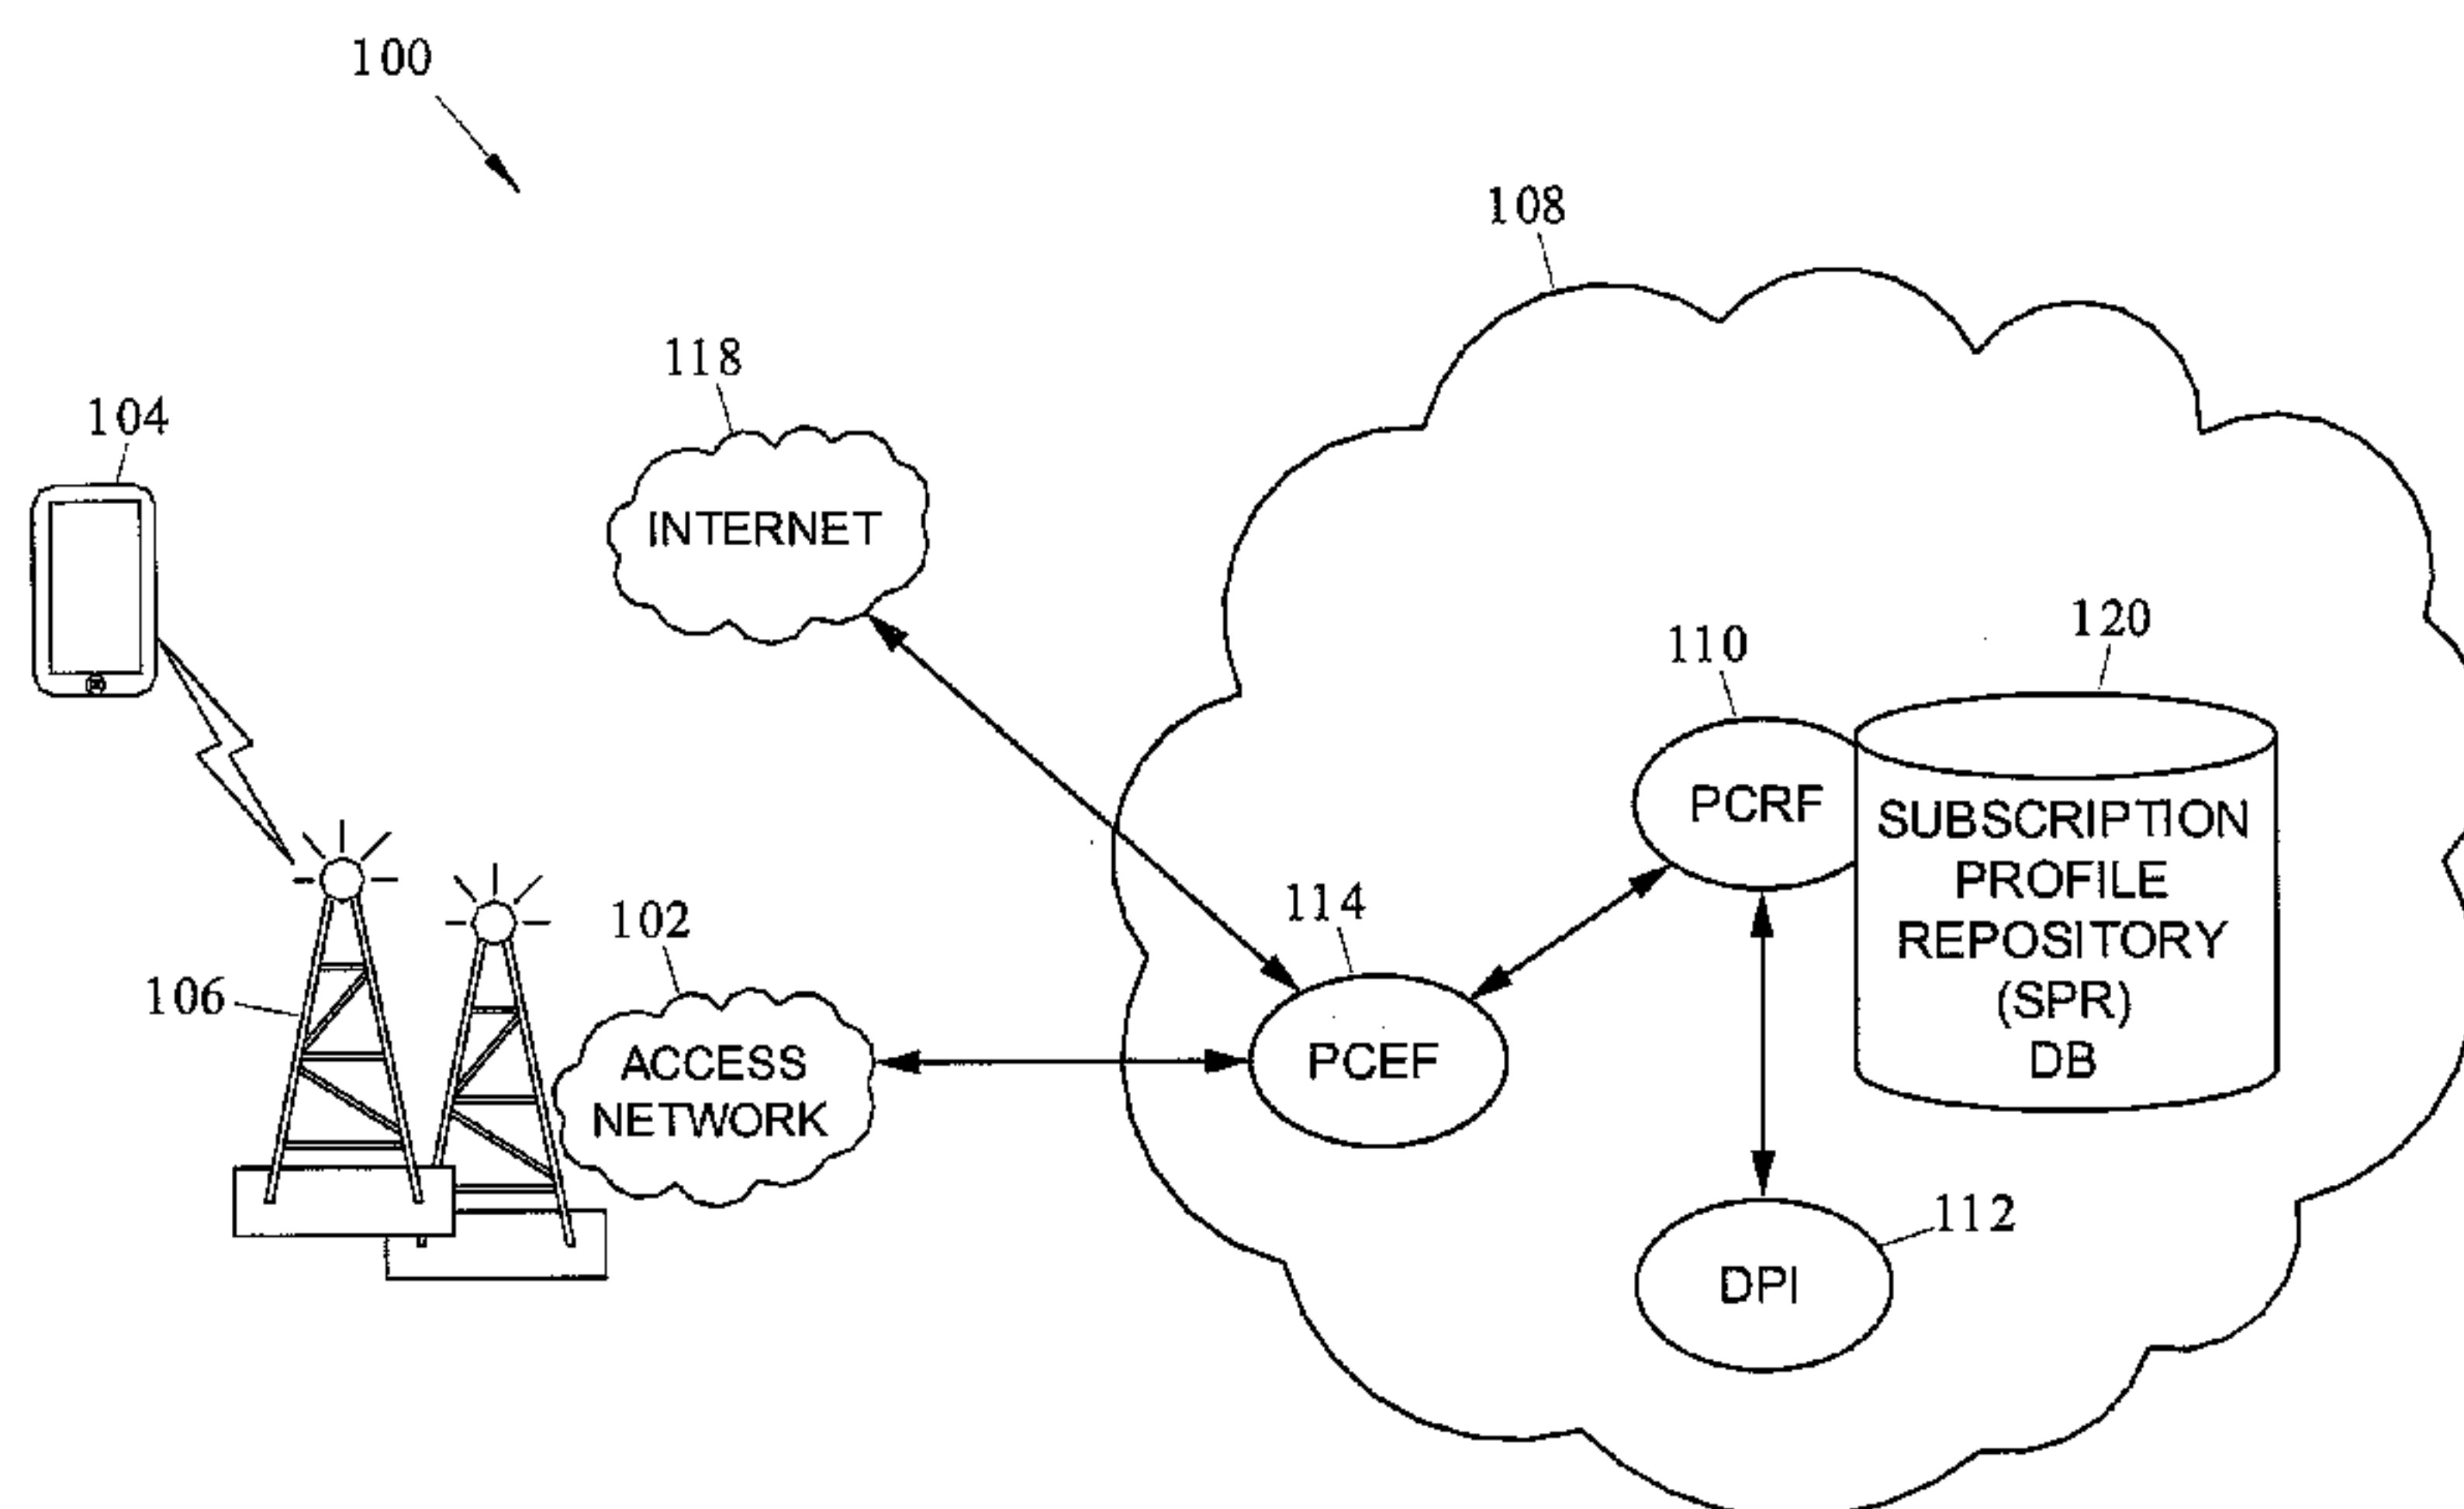 100
108
118
104
INTERNET
120
110
PCRF
SUBSCRIPTION
PROFILE
REPOSITORY
(SPR)
DB
114
102
106
ACCESS
NETWORK
PCEF
112
DPI